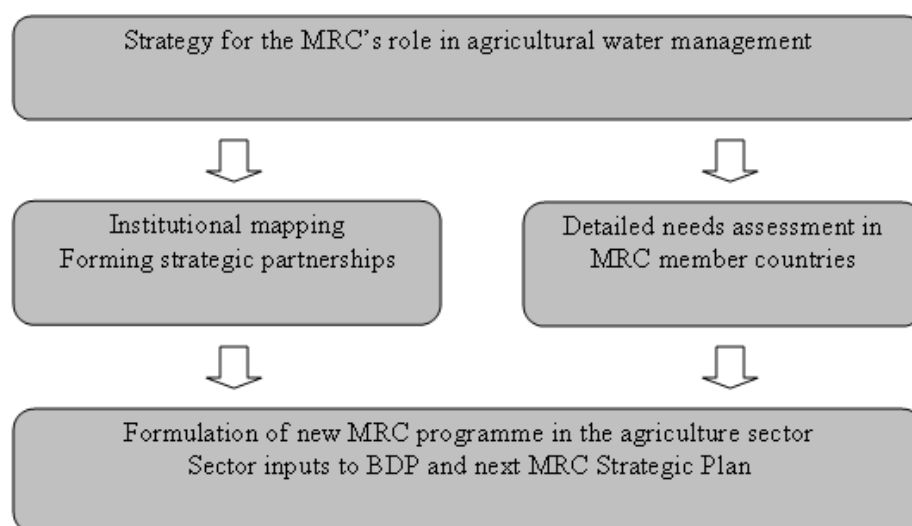 Strategy for the MRC's role in agricultural water management
Institutional mapping
Forming strategic partnerships
Detailed needs assessment in
MRC member countries
Formulation of new MRC programme in the agriculture sector
Sector inputs to BDP and next MRC Strategic Plan